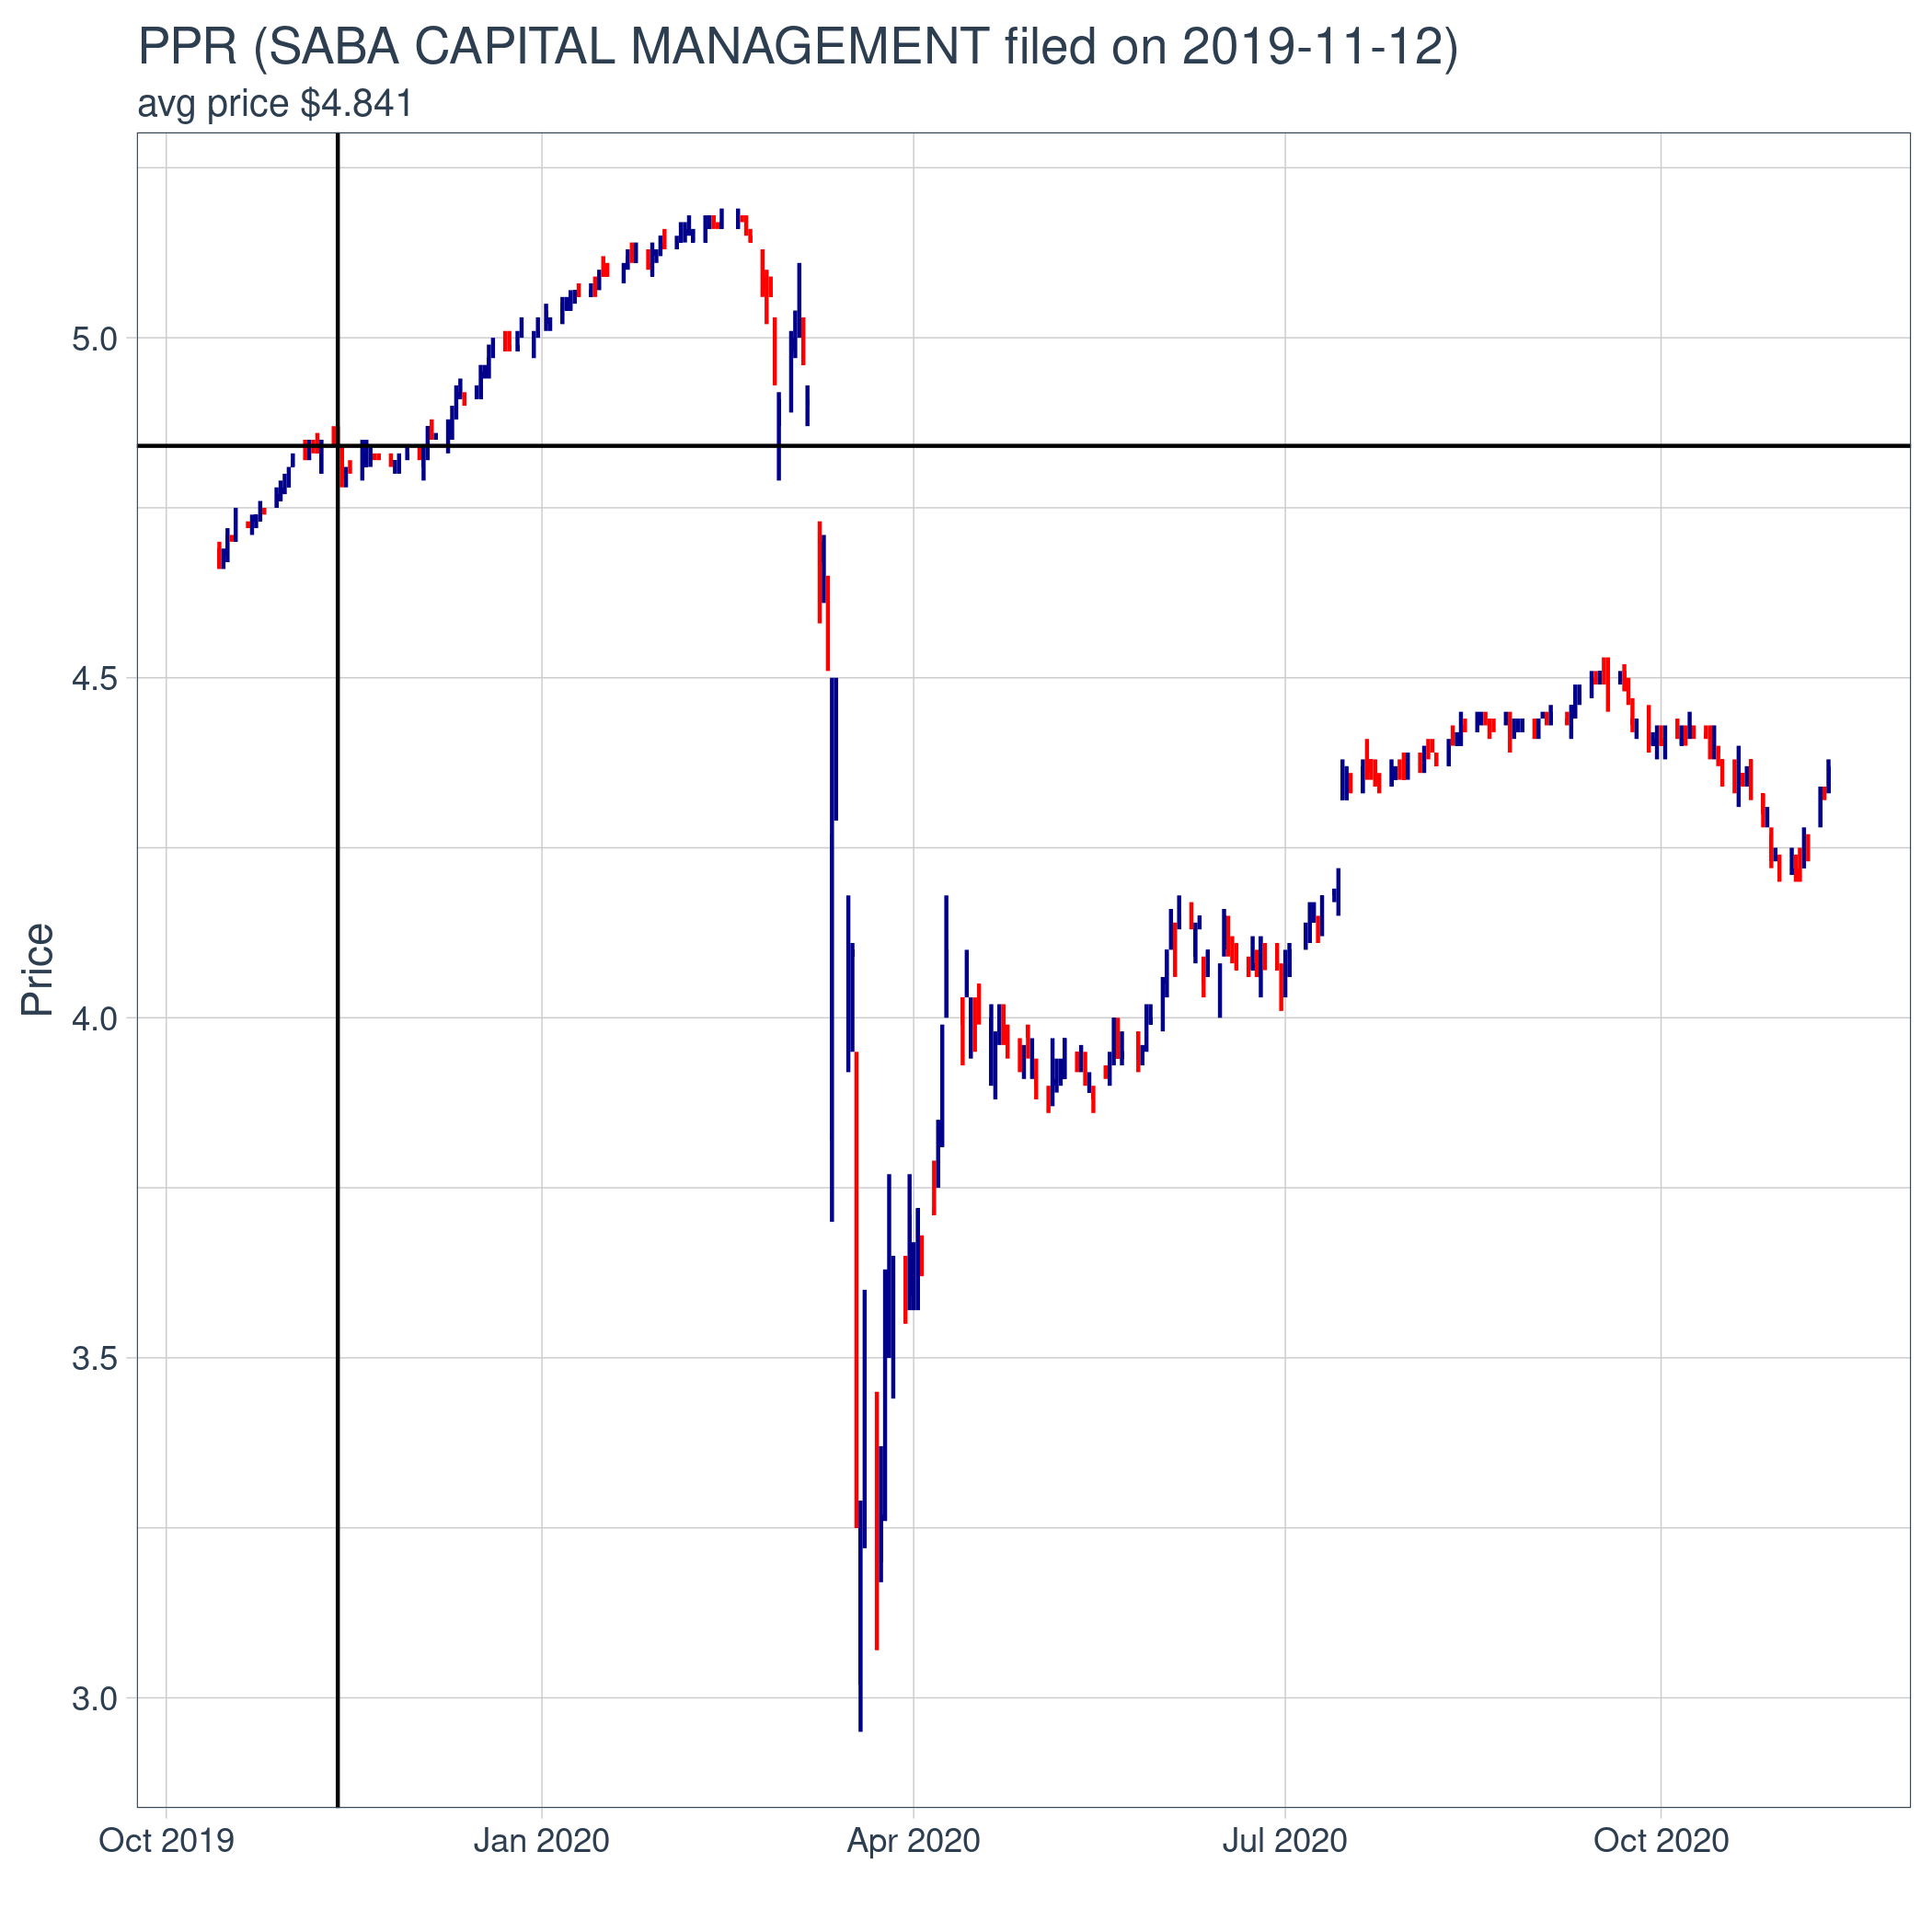 PPR (SABA CAPITAL MANAGEMENT filed on 2019-11-12)
avg price $4.841
Price
5.0
4.5
4.0
3.5
3.0
Oct 2019 Jan 2020 Apr 2020 Jul 2020 Oct 2020